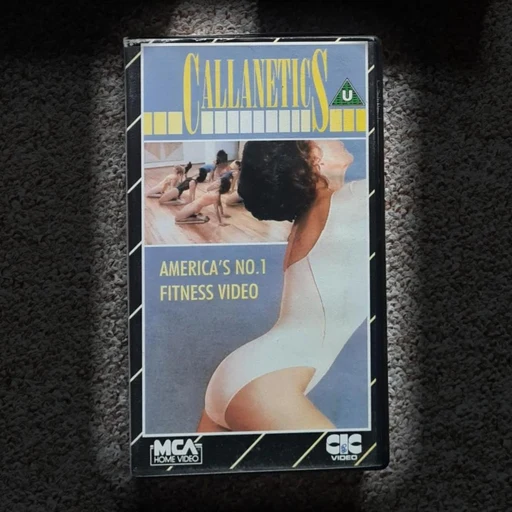 CALLANETICS
U
AMERICA'S NO.1
FITNESS VIDEO
MCA
HOME VIDEO
CIC
VIDEO